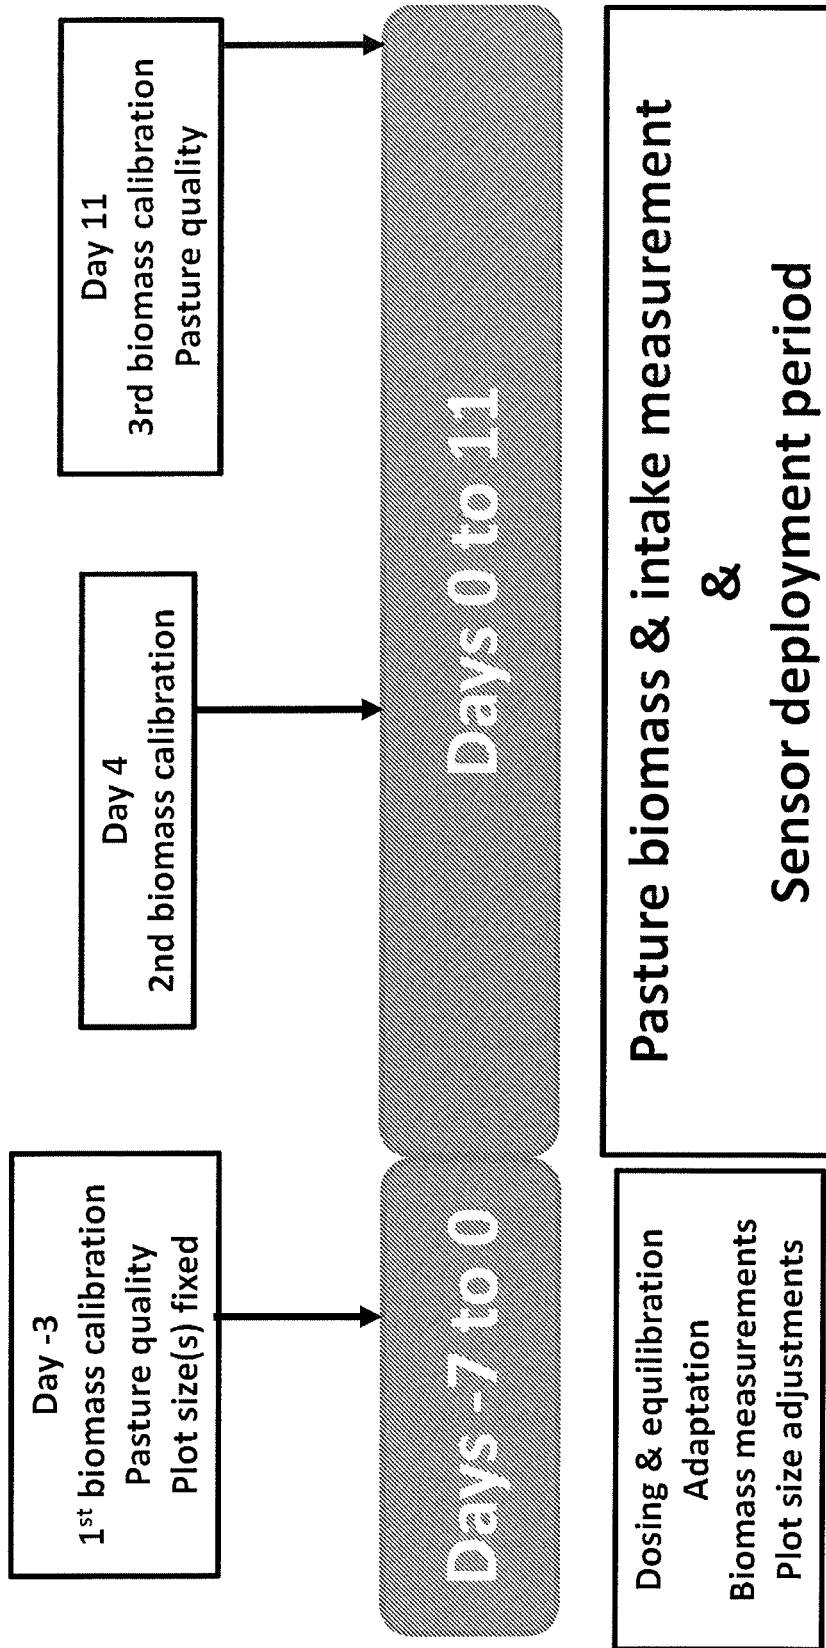 Day -3
1st biomass calibration
Pasture quality
Plot size(s) fixed
Day 4
2nd biomass calibration
Day 11
3rd biomass calibration
Pasture quality
Days -7 to 0
Days 0 to 11
Dosing & equilibration
Adaptation
Biomass measurements
Plot size adjustments
Pasture biomass & intake measurement
&
Sensor deployment period